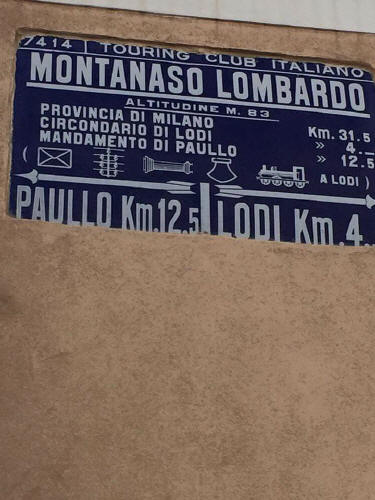 7414 TOURING CLUB ITALIANO
MONTANASO LOMBARDO
ALTITUDINE M. 83
PROVINCIA DI MILANO Km. 31.5
CIRCONDARIO DI LODI » 4..
MANDAMENTO DI PAULLO » 12.5
( A LODI )
PAULLO Km.12.5 LODI Km.4..